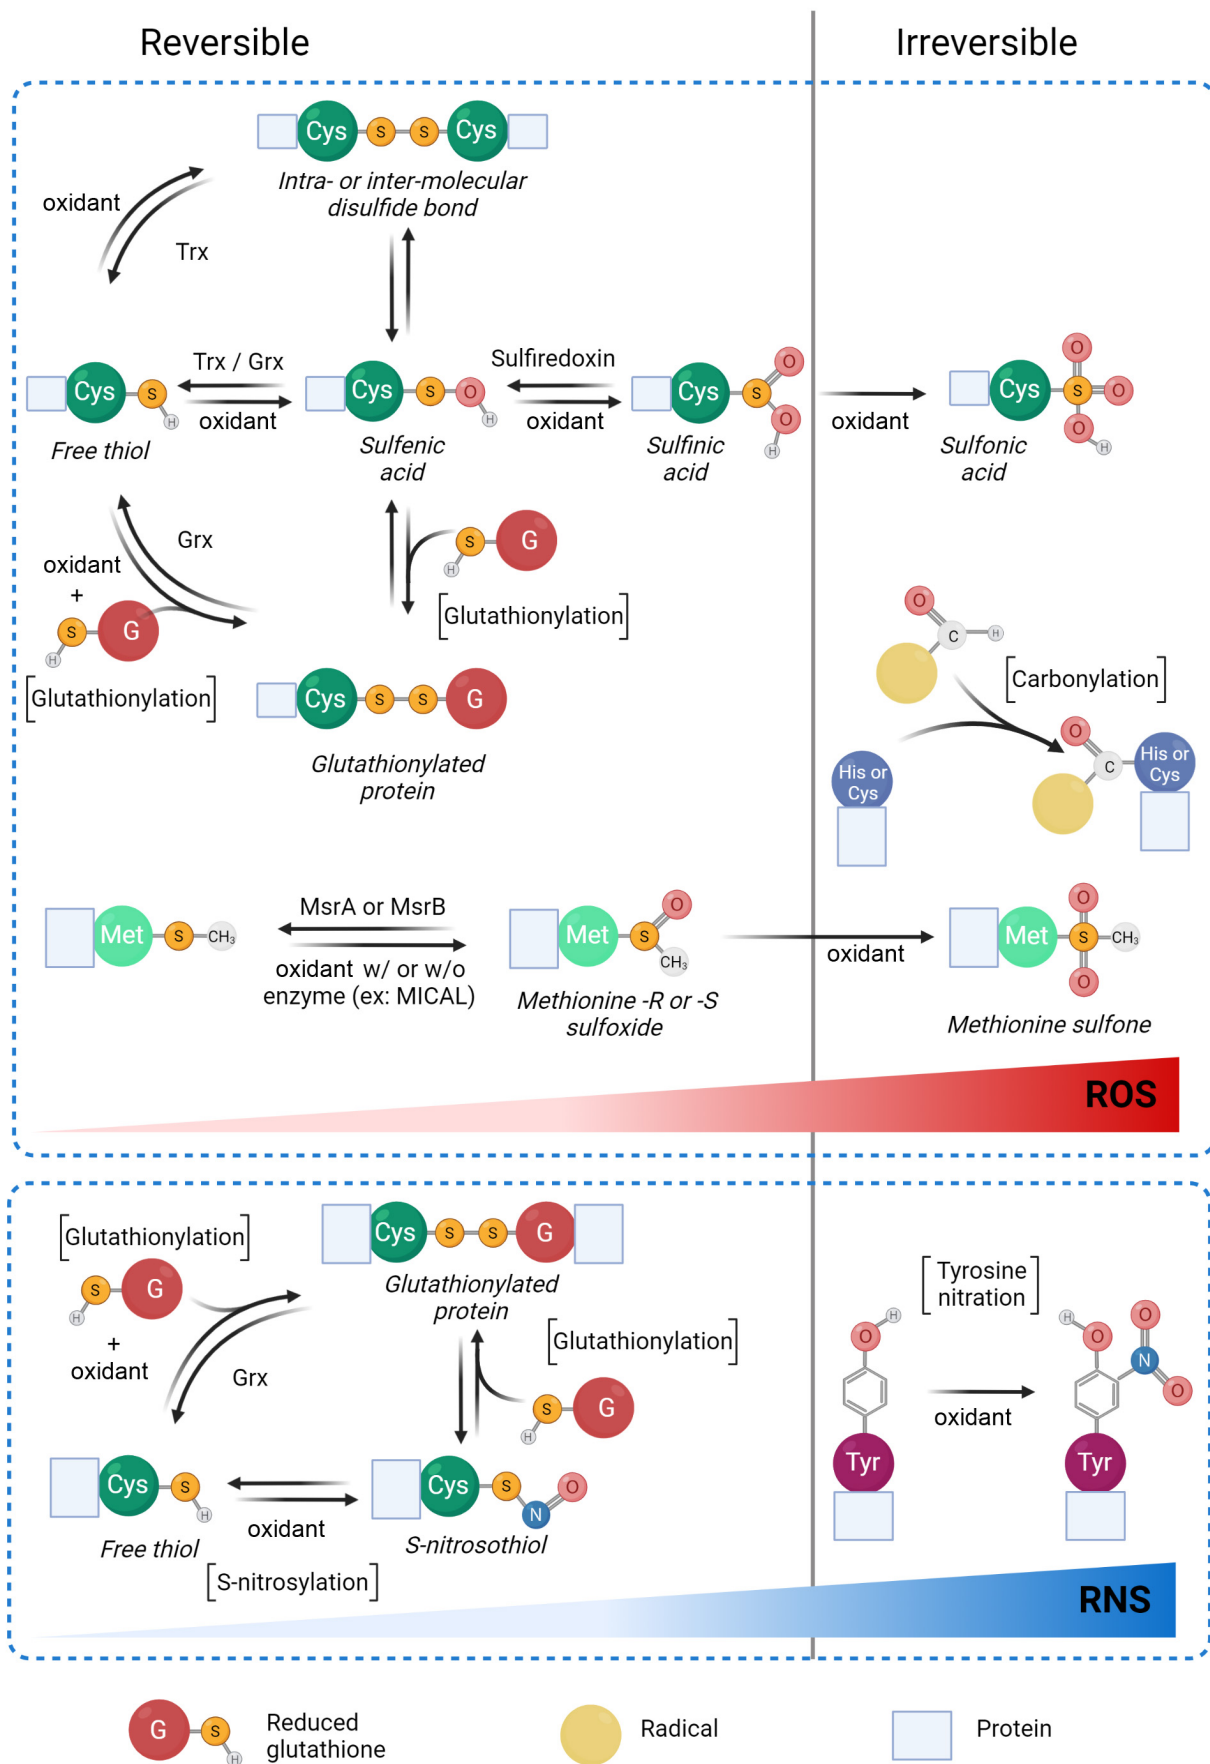 Reversible
Irreversible
Cys S S Cys
Intra- or inter-molecular
disulfide bond
oxidant
Trx
Cys S H
Free thiol
Trx / Grx
oxidant
Cys S O H
Sulfenic
acid
Sulfiredoxin
oxidant
Cys S O O H
Sulfinic
acid
oxidant
Cys S O O O H
Sulfonic
acid
Grx
oxidant
+
S H G
[Glutathionylation]
S H G
[Glutathionylation]
Cys S S G
Glutathionylated
protein
O C H
[Carbonylation]
His or
Cys
O C
His or
Cys
Met S CH3
MsrA or MsrB
oxidant w/ or w/o
enzyme (ex: MICAL)
Met S O CH3
Methionine -R or -S
sulfoxide
oxidant
Met S O O CH3
Methionine sulfone
ROS
[Glutathionylation]
S H G
+
oxidant
Grx
Cys S S G
Glutathionylated
protein
[Glutathionylation]
S H G
Cys S H
Free thiol
oxidant
[S-nitrosylation]
Cys S N O
S-nitrosothiol
[Tyrosine
nitration]
O H
Tyr
oxidant
H O N O O
Tyr
RNS
G S H
Reduced
glutathione
Radical
Protein